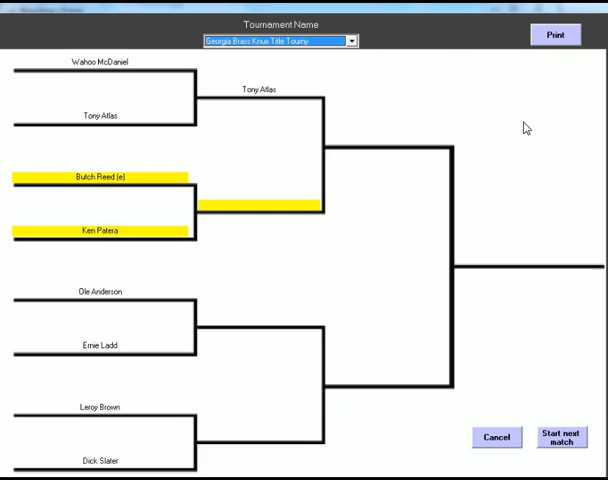 Tournament Name
Georgia Brass Knux Title Tourny
Print
Wahoo McDaniel
Tony Atlas
Tony Atlas
Butch Reed (e)
Ken Patera
Ole Anderson
Ernie Ladd
Leroy Brown
Dick Slater
Cancel
Start next
match